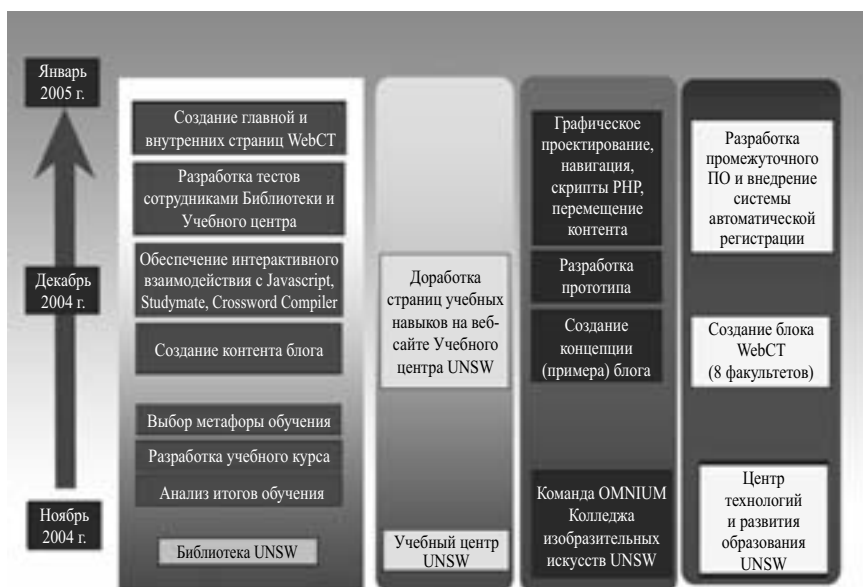 Январь
2005 г.
Декабрь
2004 г.
Ноябрь
2004 г.
Создание главной и
внутренних страниц WebCT
Разработка тестов
сотрудниками Библиотеки и
Учебного центра
Обеспечение интерактивного
взаимодействия с Javascript,
Studymate, Crossword Compiler
Создание контента блога
Выбор метафоры обучения
Разработка учебного курса
Анализ итогов обучения
Библиотека UNSW
Доработка
страниц учебных
навыков на веб-
сайте Учебного
центра UNSW
Учебный центр
UNSW
Графическое
проектирование,
навигация,
скрипты PHP,
перемещение
контента
Разработка
прототипа
Создание
концепции
(примера) блога
Команда OMNIUM
Колледжа
изобразительных
искусств UNSW
Разработка
промежуточного
ПО и внедрение
системы
автоматической
регистрации
Создание блока
WebCT
(8 факультетов)
Центр
технологий
и развития
образования
UNSW